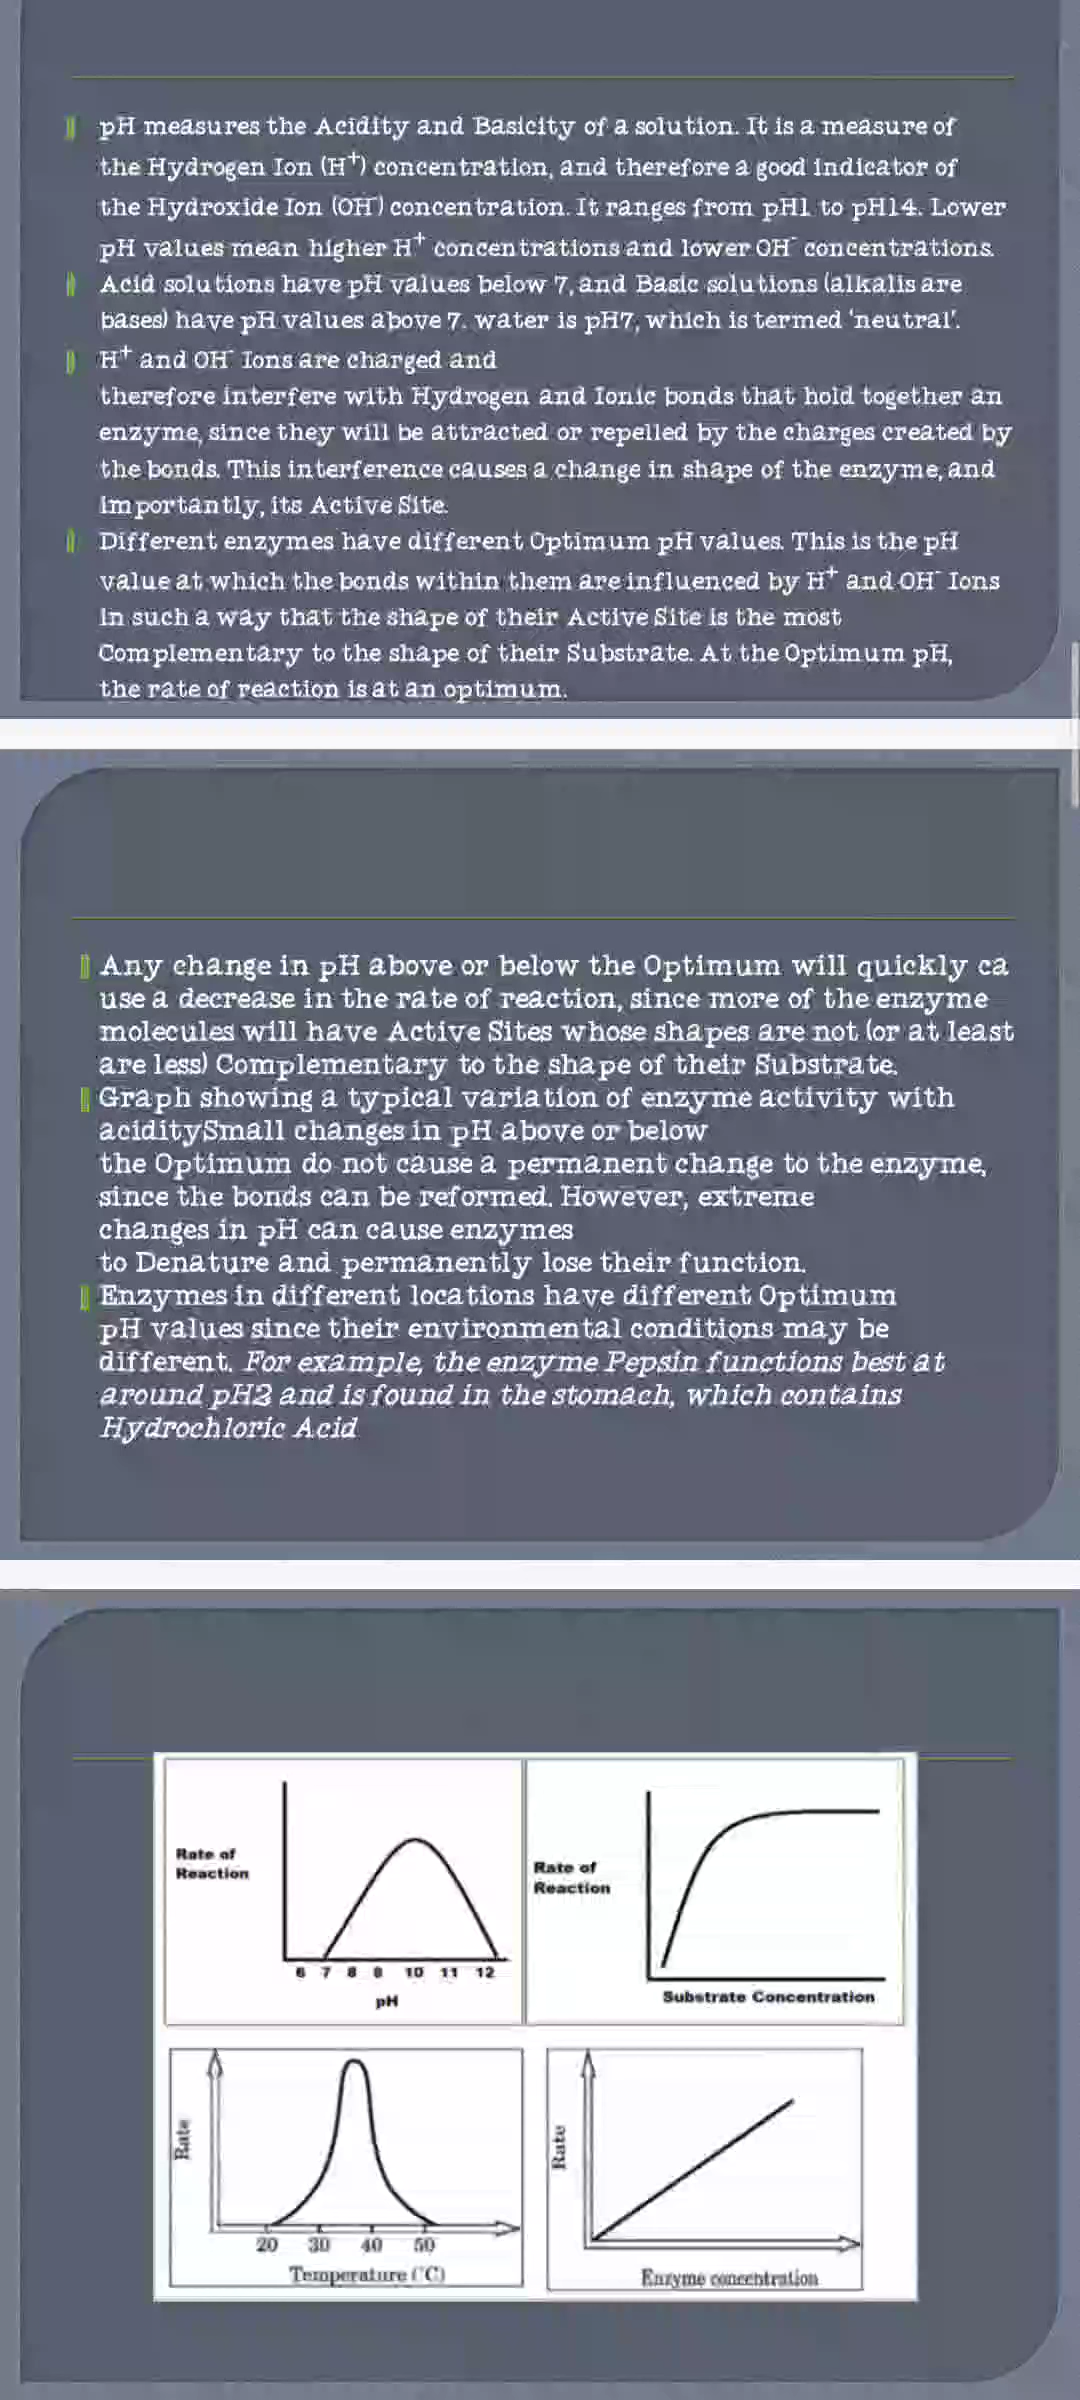 pH measures the Acidity and Basicity of a solution. It is a measure of
the Hydrogen Ion (H⁺) concentration, and therefore a good indicator of
the Hydroxide Ion (OH⁻) concentration. It ranges from pH1 to pH14. Lower
pH values mean higher H⁺ concentrations and lower OH⁻ concentrations.
Acid solutions have pH values below 7, and Basic solutions (alkalis are
bases) have pH values above 7. water is pH7, which is termed 'neutral'.
H⁺ and OH⁻ Ions are charged and
therefore interfere with Hydrogen and Ionic bonds that hold together an
enzyme, since they will be attracted or repelled by the charges created by
the bonds. This interference causes a change in shape of the enzyme, and
importantly, its Active Site.
Different enzymes have different Optimum pH values. This is the pH
value at which the bonds within them are influenced by H⁺ and OH⁻ Ions
in such a way that the shape of their Active Site is the most
Complementary to the shape of their Substrate. At the Optimum pH,
the rate of reaction is at an optimum.
Any change in pH above or below the Optimum will quickly ca
use a decrease in the rate of reaction, since more of the enzyme
molecules will have Active Sites whose shapes are not (or at least
are less) Complementary to the shape of their Substrate.
Graph showing a typical variation of enzyme activity with
aciditySmall changes in pH above or below
the Optimum do not cause a permanent change to the enzyme,
since the bonds can be reformed. However, extreme
changes in pH can cause enzymes
to Denature and permanently lose their function.
Enzymes in different locations have different Optimum
pH values since their environmental conditions may be
different. For example, the enzyme Pepsin functions best at
around pH2 and is found in the stomach, which contains
Hydrochloric Acid
Rate of
Reaction
6 7 8 9 10 11 12
pH
Rate of
Reaction
Substrate Concentration
Rate
20 30 40 50
Temperature (°C)
Rate
Enzyme concentration